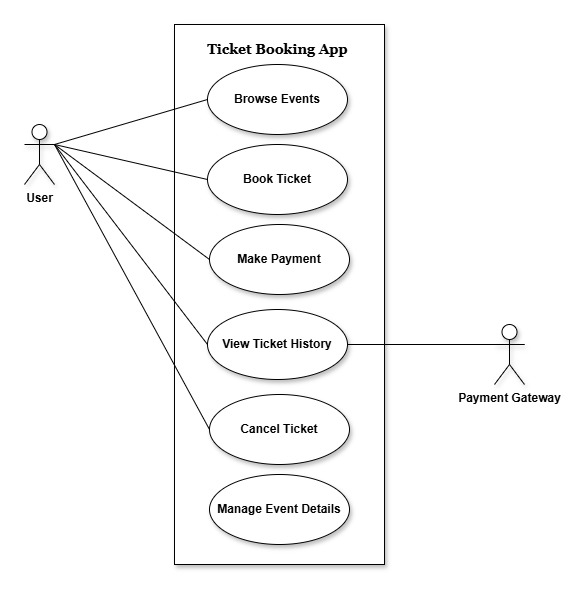 Ticket Booking App
Browse Events
Book Ticket
User
Make Payment
View Ticket History
Payment Gateway
Cancel Ticket
Manage Event Details